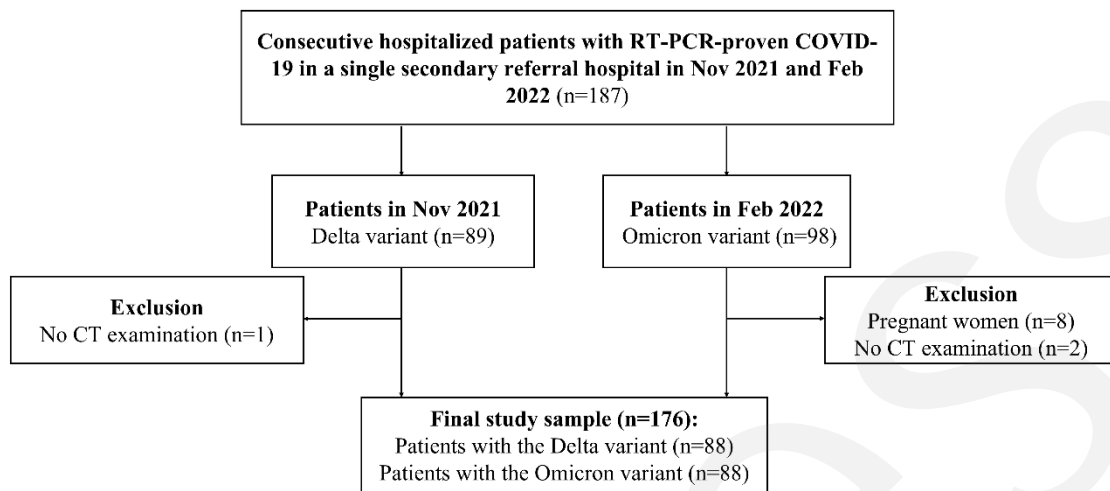 Consecutive hospitalized patients with RT-PCR-proven COVID-
19 in a single secondary referral hospital in Nov 2021 and Feb
2022 (n=187)
Patients in Nov 2021
Delta variant (n=89)
Patients in Feb 2022
Omicron variant (n=98)
Exclusion
No CT examination (n=1)
Exclusion
Pregnant women (n=8)
No CT examination (n=2)
Final study sample (n=176):
Patients with the Delta variant (n=88)
Patients with the Omicron variant (n=88)